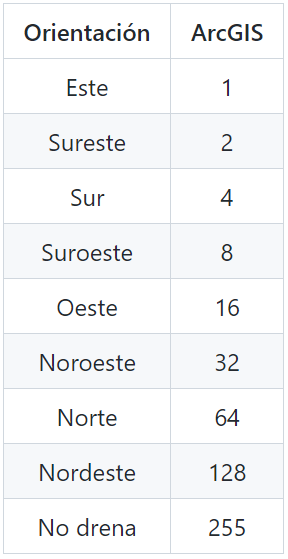 Orientación ArcGIS
Este 1
Sureste 2
Sur 4
Suroeste 8
Oeste 16
Noroeste 32
Norte 64
Nordeste 128
No drena 255